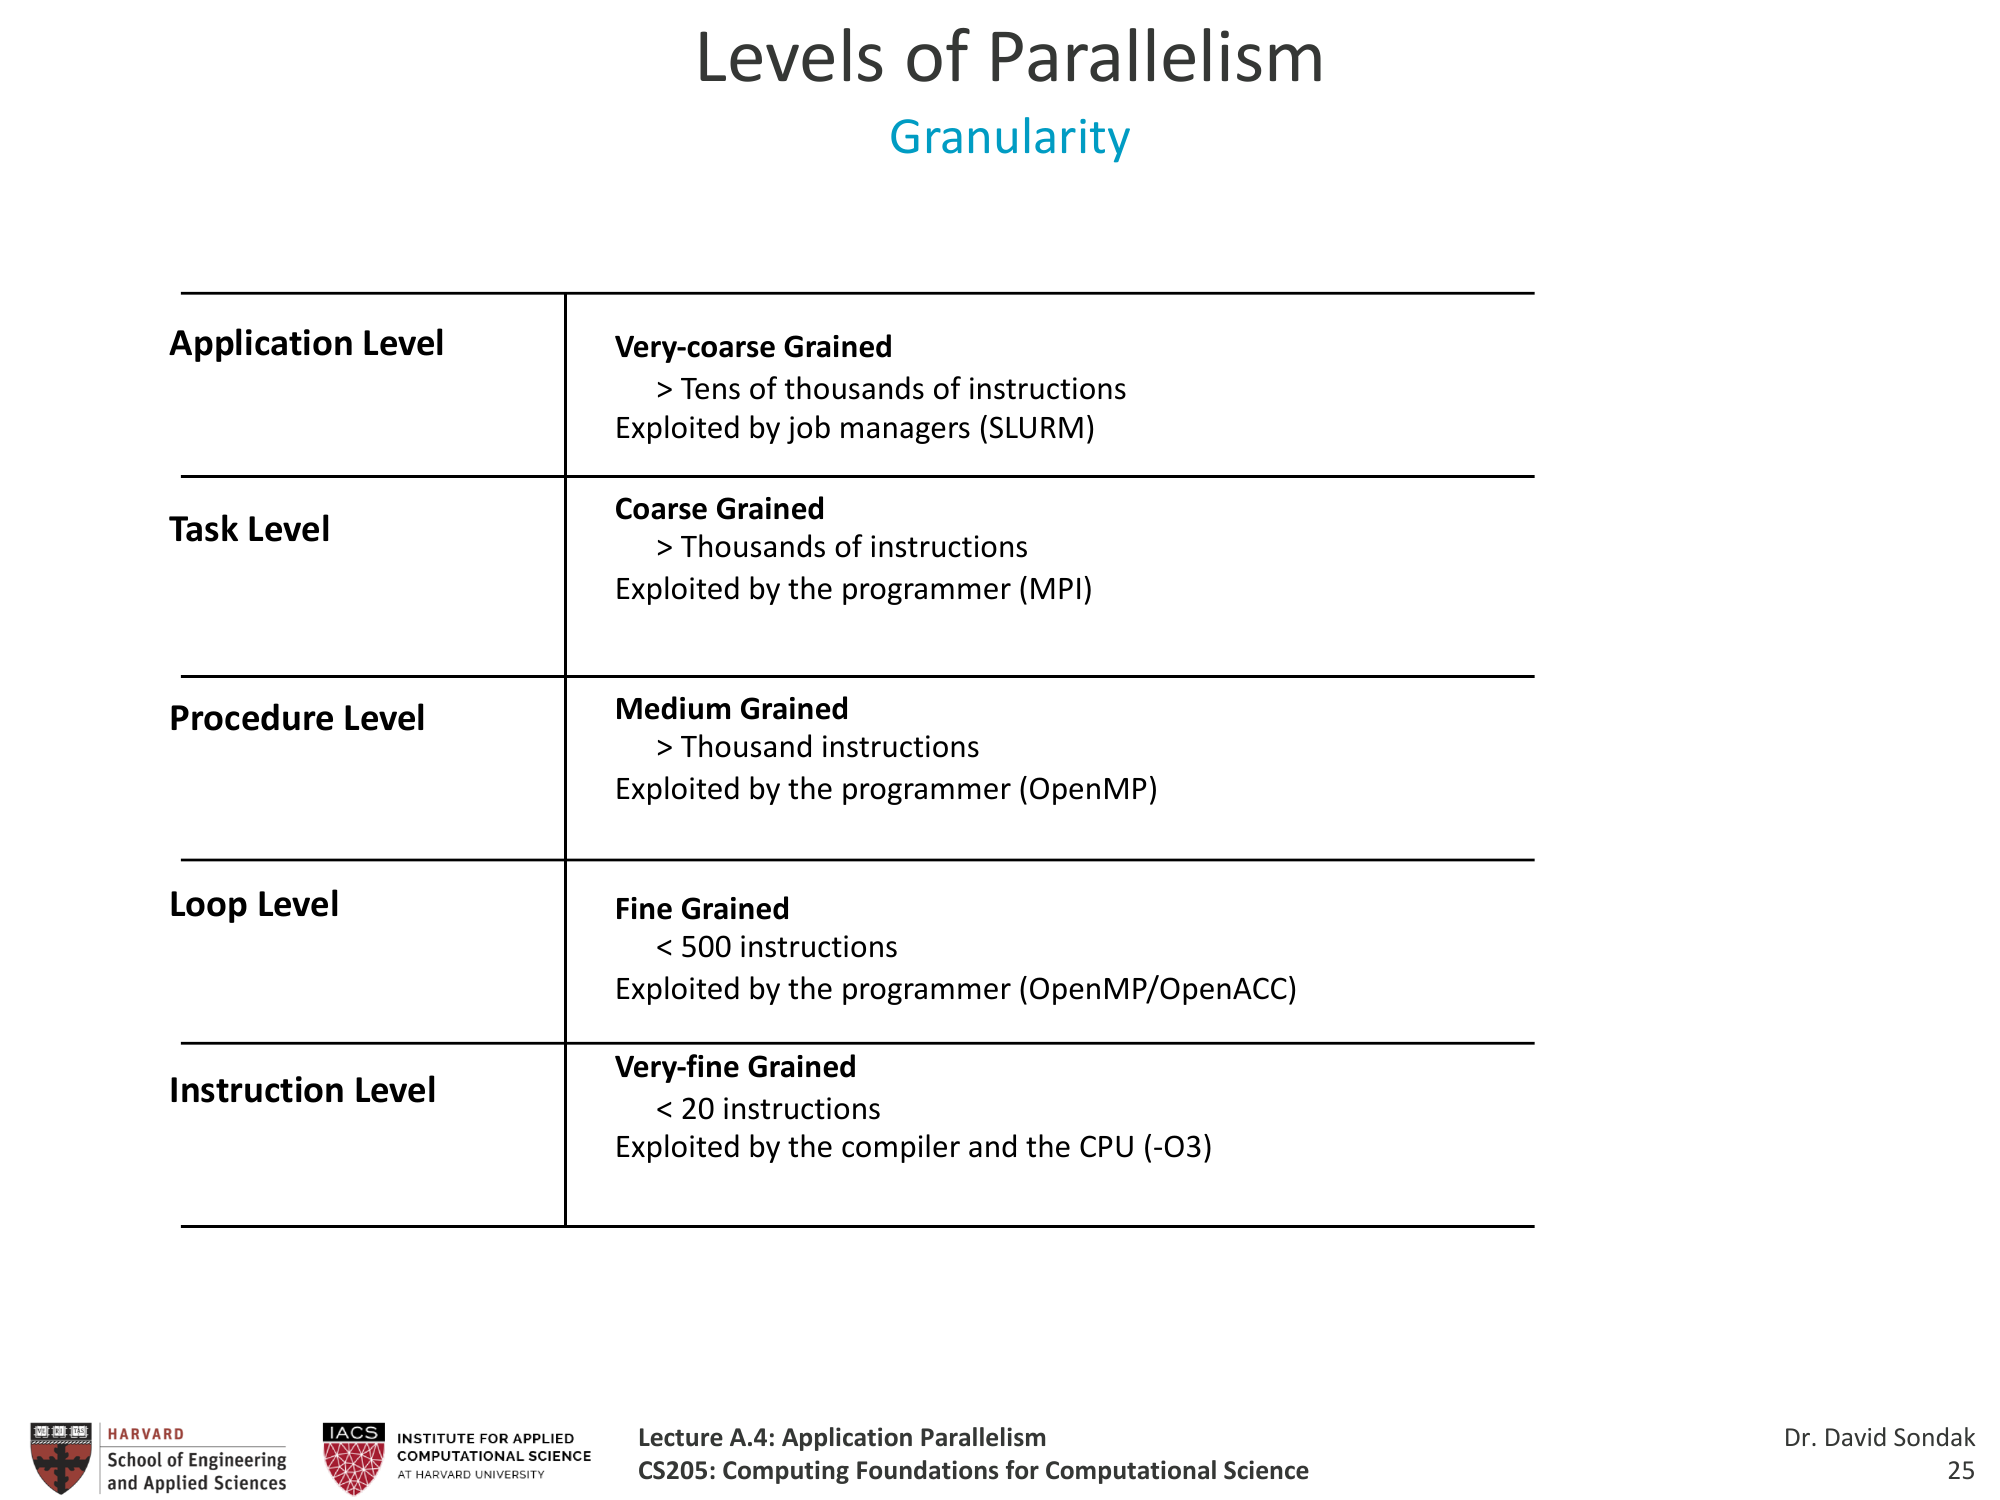 Levels of Parallelism
Granularity
Application Level
Very-coarse Grained
> Tens of thousands of instructions
Exploited by job managers (SLURM)
Task Level
Coarse Grained
> Thousands of instructions
Exploited by the programmer (MPI)
Procedure Level
Medium Grained
> Thousand instructions
Exploited by the programmer (OpenMP)
Loop Level
Fine Grained
< 500 instructions
Exploited by the programmer (OpenMP/OpenACC)
Instruction Level
Very-fine Grained
< 20 instructions
Exploited by the compiler and the CPU (-O3)
HARVARD
School of Engineering
and Applied Sciences
IACS
INSTITUTE FOR APPLIED
COMPUTATIONAL SCIENCE
AT HARVARD UNIVERSITY
Lecture A.4: Application Parallelism
CS205: Computing Foundations for Computational Science
Dr. David Sondak
25